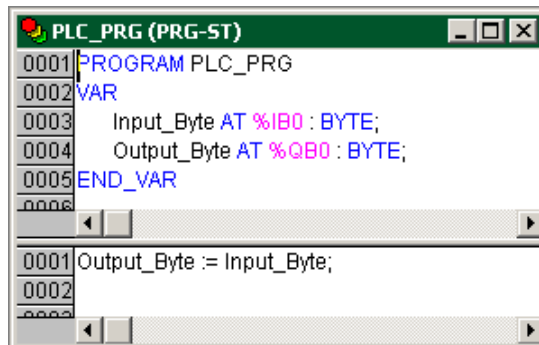 PLC_PRG (PRG-ST)
0001 PROGRAM PLC_PRG
0002 VAR
0003 Input_Byte AT %IB0 : BYTE;
0004 Output_Byte AT %QB0 : BYTE;
0005 END_VAR
0006
0001 Output_Byte := Input_Byte;
0002